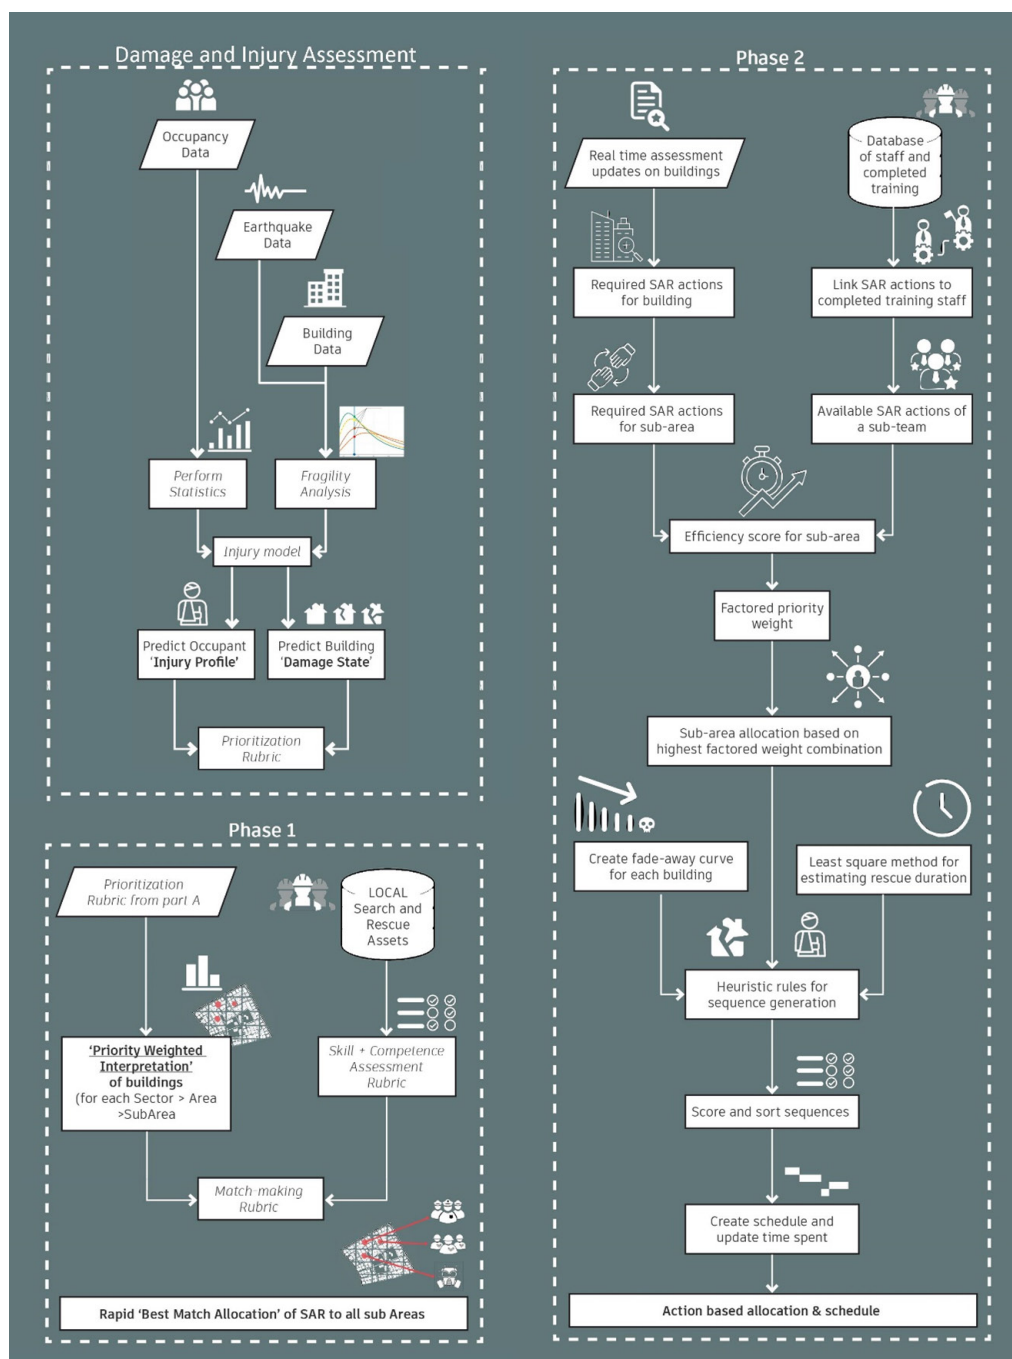 Damage and Injury Assessment
Occupancy
Data
Earthquake
Data
Building
Data
Perform
Statistics
Fragility
Analysis
Injury model
Predict Occupant
‘Injury Profile’
Predict Building
‘Damage State’
Prioritization
Rubric
Phase 1
Prioritization
Rubric from part A
LOCAL
Search and
Rescue
Assets
‘Priority Weighted
Interpretation’
of buildings
(for each Sector > Area
>SubArea
Skill + Competence
Assessment
Rubric
Match-making
Rubric
Rapid ‘Best Match Allocation’ of SAR to all sub Areas
Phase 2
Real time assessment
updates on buildings
Database
of staff and
completed
training
Required SAR actions
for building
Link SAR actions to
completed training staff
Required SAR actions
for sub-area
Available SAR actions of
a sub-team
Efficiency score for sub-area
Factored priority
weight
Sub-area allocation based on
highest factored weight combination
Create fade-away curve
for each building
Least square method for
estimating rescue duration
Heuristic rules for
sequence generation
Score and sort sequences
Create schedule and
update time spent
Action based allocation & schedule